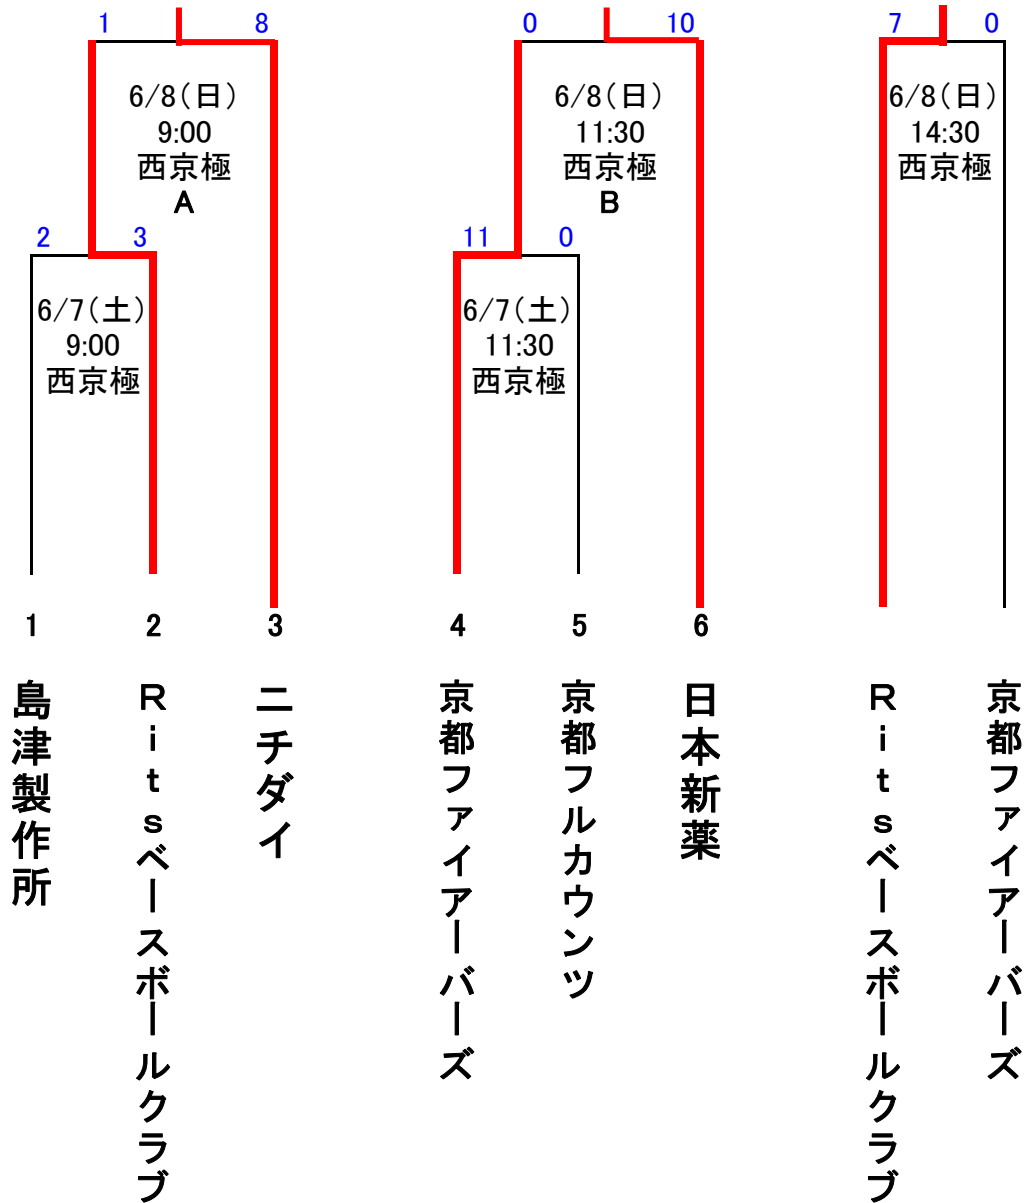 1 8 0 10 7 0
6/8(日) 6/8(日) 6/8(日)
9:00 11:30 14:30
西京極 西京極 西京極
A B
2 3 11 0
6/7(土) 6/7(土)
9:00 11:30
西京極 西京極
1 2 3 4 5 6
島津製作所
Ritsベースボールクラブ
ニチダイ
京都ファイアーバーズ
京都フルカウンツ
日本新薬
Ritsベースボールクラブ
京都ファイアーバーズ